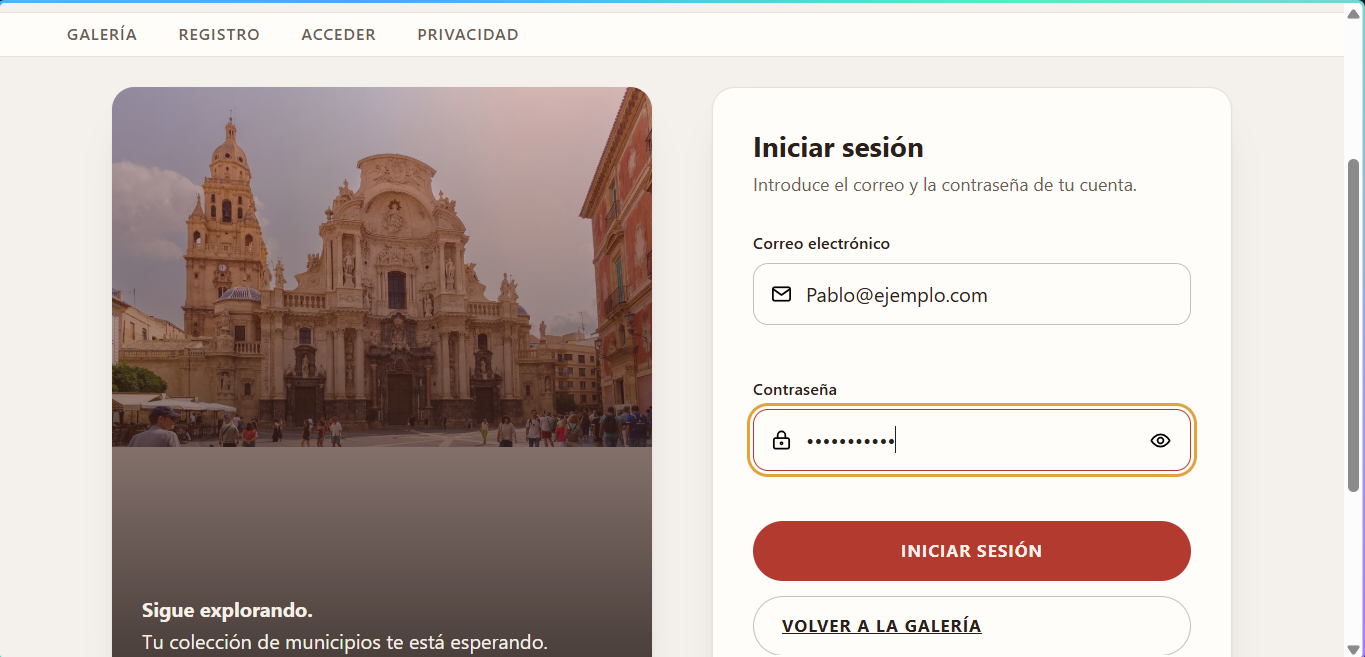 GALERÍA REGISTRO ACCEDER PRIVACIDAD
Sigue explorando.
Tu colección de municipios te está esperando.
Iniciar sesión
Introduce el correo y la contraseña de tu cuenta.
Correo electrónico
Pablo@ejemplo.com
Contraseña
•••••••••••
INICIAR SESIÓN
VOLVER A LA GALERÍA